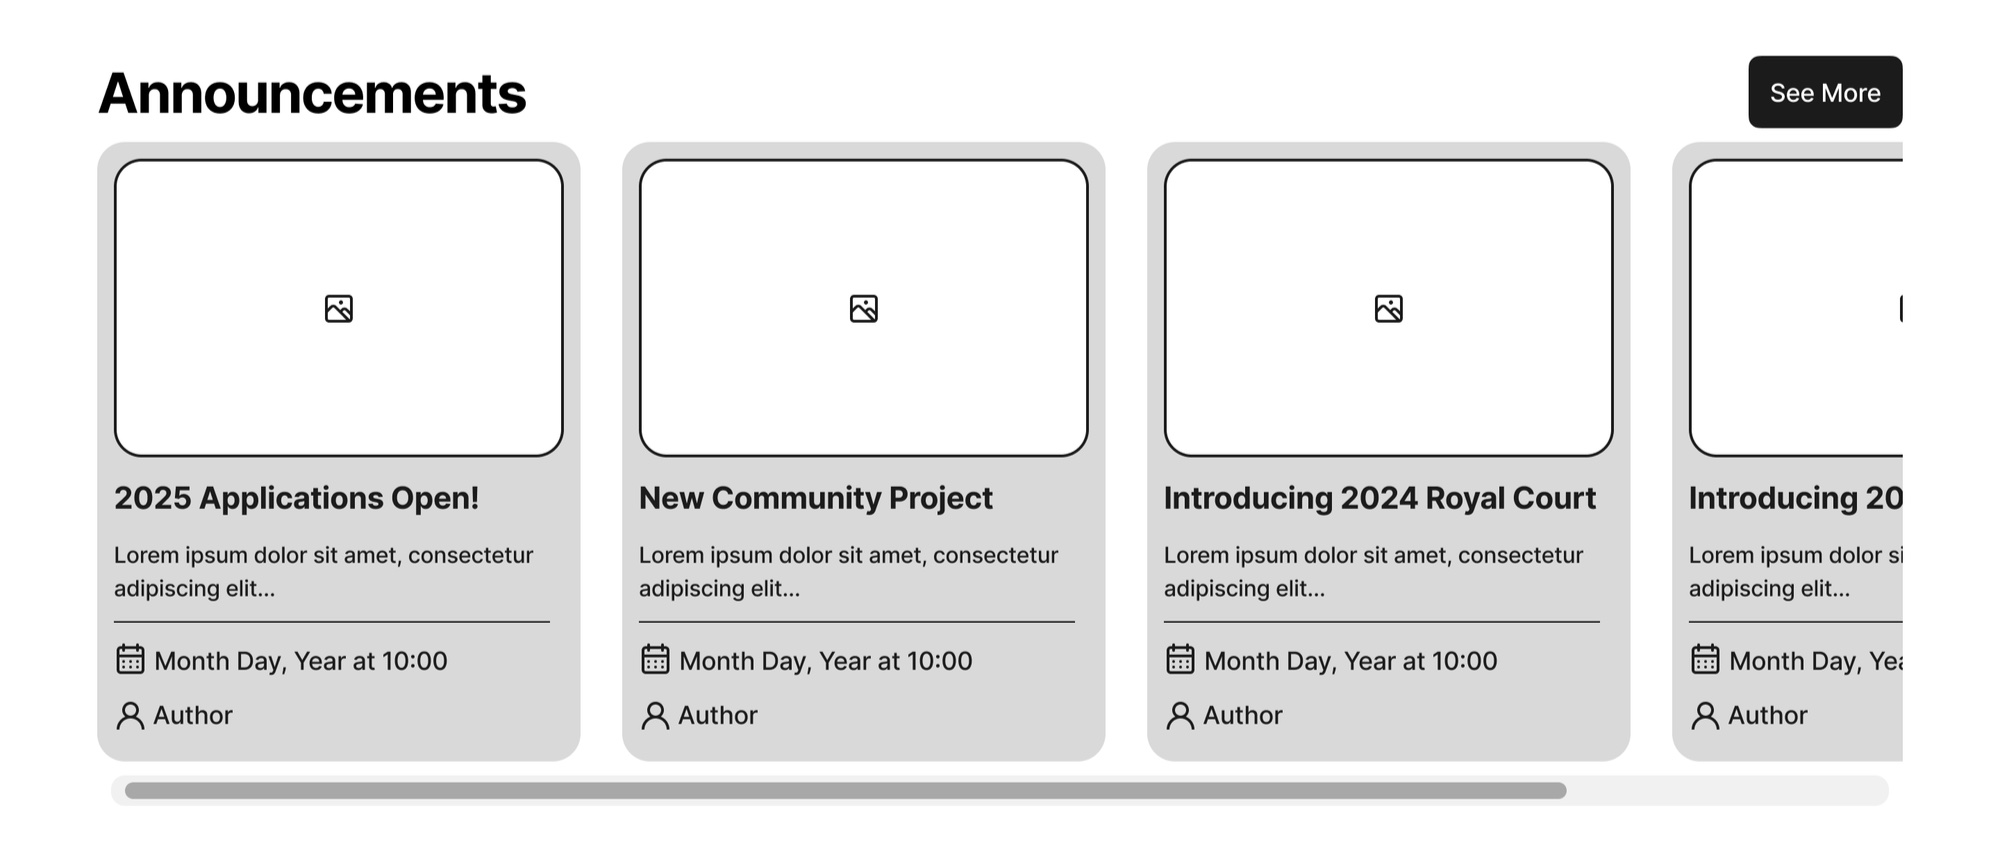 Announcements
See More
2025 Applications Open!
Lorem ipsum dolor sit amet, consectetur
adipiscing elit...
Month Day, Year at 10:00
Author
New Community Project
Lorem ipsum dolor sit amet, consectetur
adipiscing elit...
Month Day, Year at 10:00
Author
Introducing 2024 Royal Court
Lorem ipsum dolor sit amet, consectetur
adipiscing elit...
Month Day, Year at 10:00
Author
Introducing 20
Lorem ipsum dolor si
adipiscing elit...
Month Day, Yea
Author